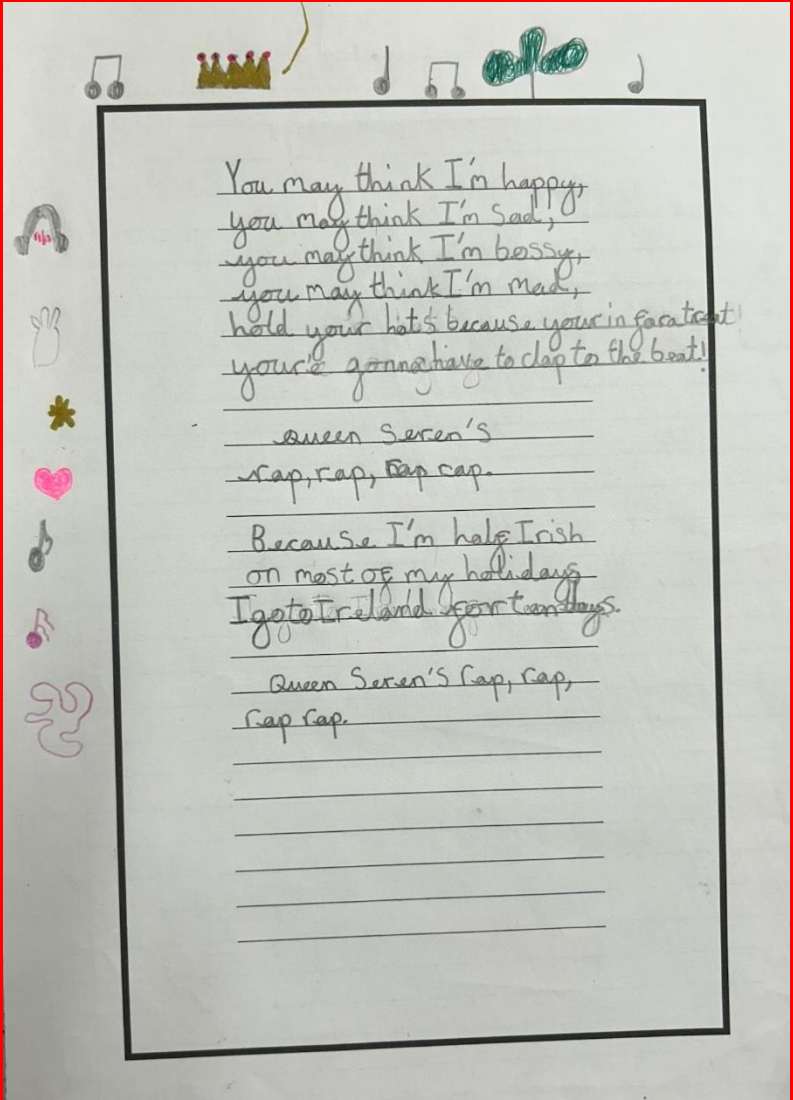 You may think I'm happy,
you may think I'm Sad,
you may think I'm bossy,
you may think I'm mad,
hold your hats because your in for a treat!
your'e gonna have to clap to the beat!
Queen Seren's
rap, rap, rap rap.
Because I'm half Irish
on most of my holidays
I go to Ireland for ten days.
Queen Seren's rap, rap,
rap rap.